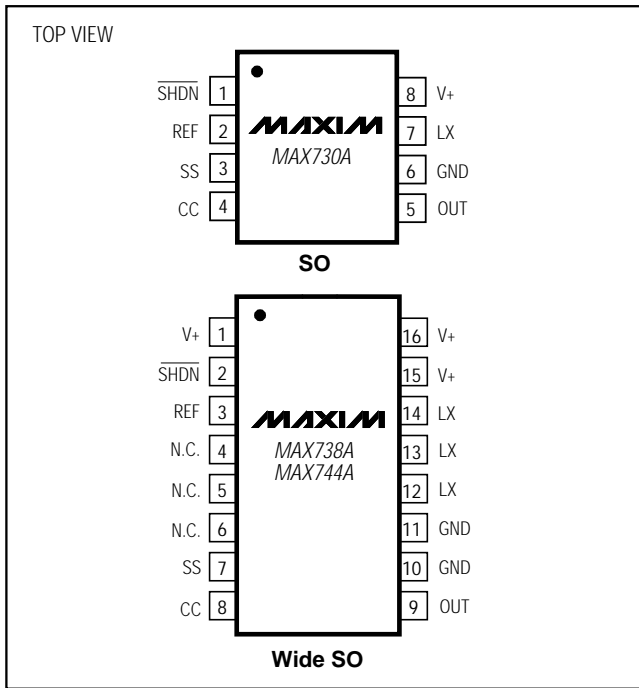 TOP VIEW
SHDN 1
REF 2
SS 3
CC 4
MAXIM
MAX730A
8 V+
7 LX
6 GND
5 OUT
SO
V+ 1
SHDN 2
REF 3
N.C. 4
N.C. 5
N.C. 6
SS 7
CC 8
MAXIM
MAX738A
MAX744A
16 V+
15 V+
14 LX
13 LX
12 LX
11 GND
10 GND
9 OUT
Wide SO